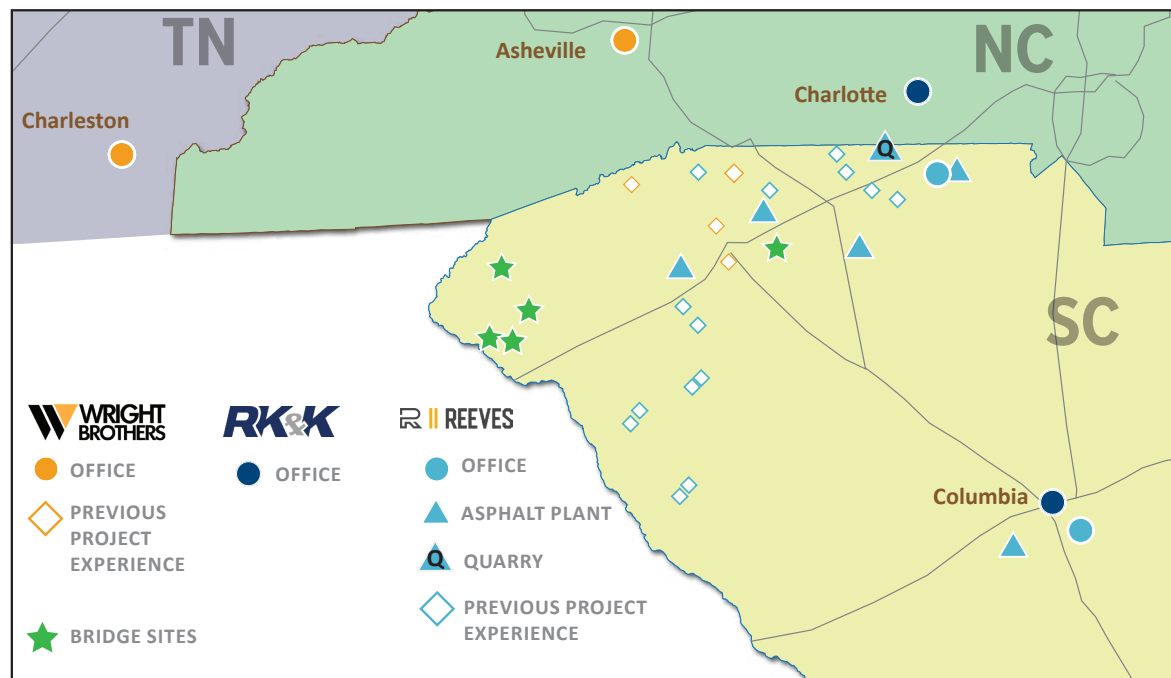 TN
NC
Asheville
Charlotte
Charleston
Q
SC
WRIGHT
BROTHERS
RK&K
R REEVES
OFFICE
OFFICE
OFFICE
PREVIOUS
PROJECT
EXPERIENCE
ASPHALT PLANT
Q
QUARRY
PREVIOUS PROJECT
EXPERIENCE
BRIDGE SITES
Columbia